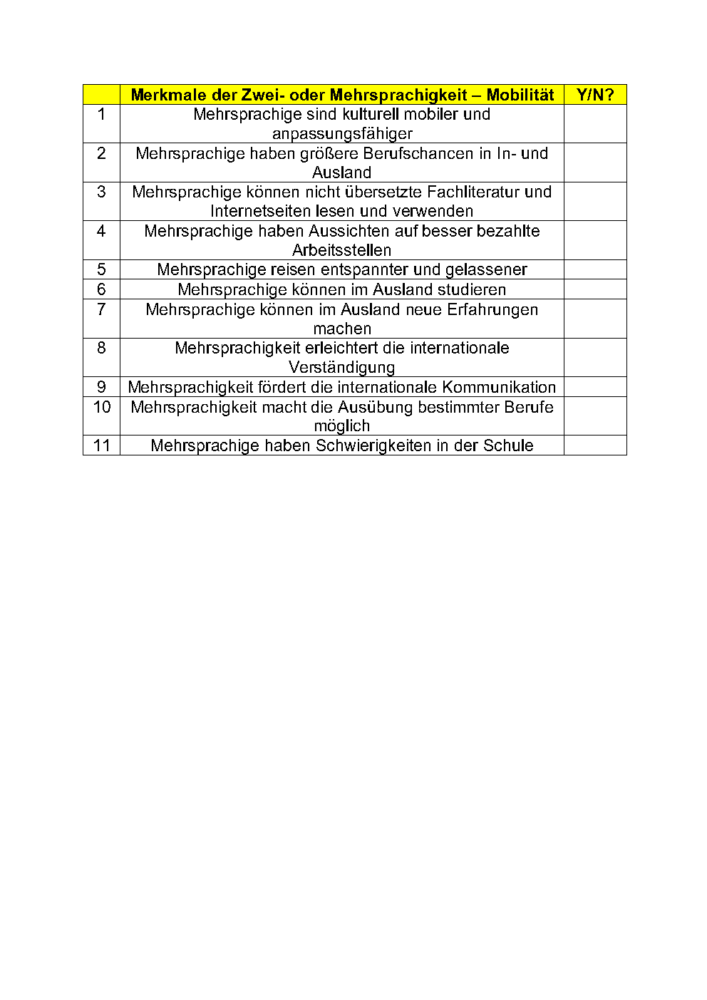 Merkmale der Zwei- oder Mehrsprachigkeit – Mobilität Y/N?
1 Mehrsprachige sind kulturell mobiler und
anpassungsfähiger
2 Mehrsprachige haben größere Berufschancen in In- und
Ausland
3 Mehrsprachige können nicht übersetzte Fachliteratur und
Internetseiten lesen und verwenden
4 Mehrsprachige haben Aussichten auf besser bezahlte
Arbeitsstellen
5 Mehrsprachige reisen entspannter und gelassener
6 Mehrsprachige können im Ausland studieren
7 Mehrsprachige können im Ausland neue Erfahrungen
machen
8 Mehrsprachigkeit erleichtert die internationale
Verständigung
9 Mehrsprachigkeit fördert die internationale Kommunikation
10 Mehrsprachigkeit macht die Ausübung bestimmter Berufe
möglich
11 Mehrsprachige haben Schwierigkeiten in der Schule